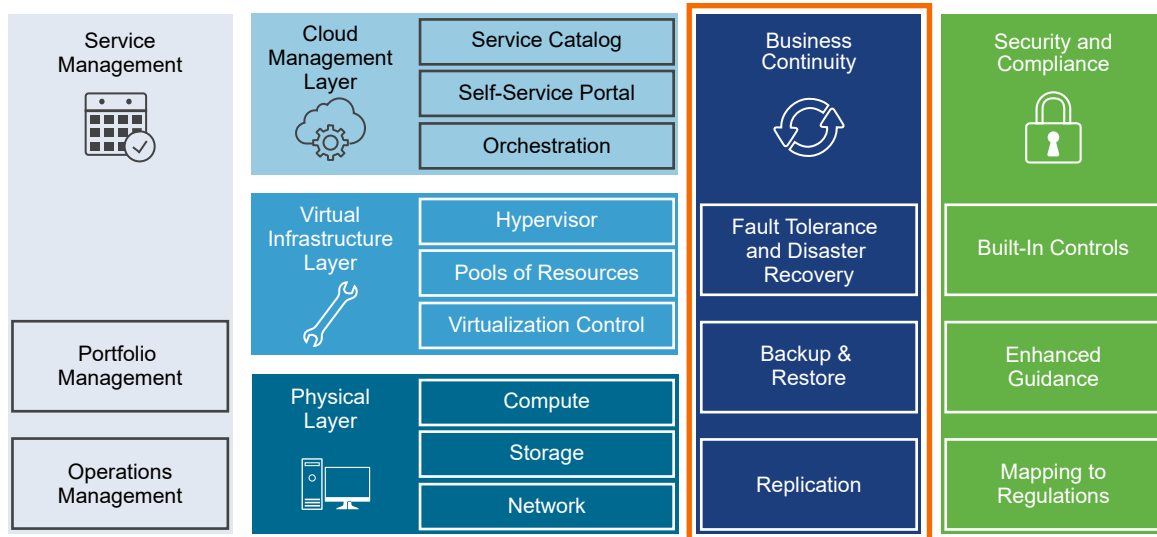 Service
Management
Portfolio
Management
Operations
Management
Cloud
Management
Layer
Service Catalog
Self-Service Portal
Orchestration
Virtual
Infrastructure
Layer
Hypervisor
Pools of Resources
Virtualization Control
Physical
Layer
Compute
Storage
Network
Business
Continuity
Fault Tolerance
and Disaster
Recovery
Backup &
Restore
Replication
Security and
Compliance
Built-In Controls
Enhanced
Guidance
Mapping to
Regulations